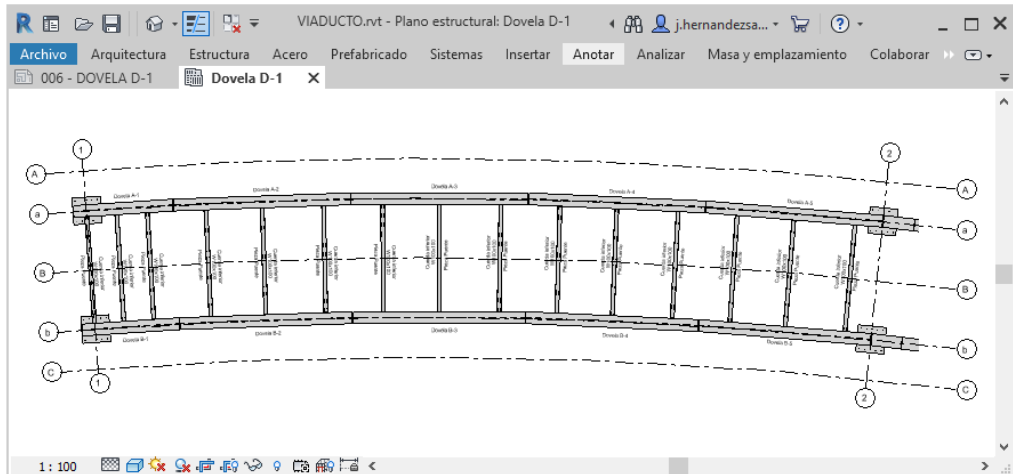 VIADUCTO.rvt - Plano estructural: Dovela D-1 j.hernandezsa...
Archivo Arquitectura Estructura Acero Prefabricado Sistemas Insertar Anotar Analizar Masa y emplazamiento Colaborar
006 - DOVELA D-1 Dovela D-1
1 2
A A
Dovela A-1 Dovela A-2 Dovela A-3 Dovela A-4 Dovela A-5
a a
B B
b b
Dovela B-1 Dovela B-2 Dovela B-3 Dovela B-4 Dovela B-5
C C
1 2
1 : 100